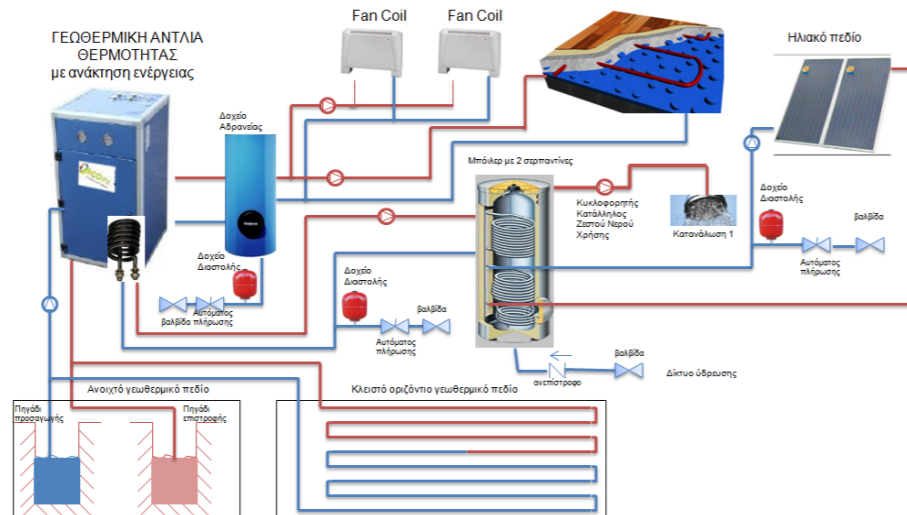 Fan Coil
Fan Coil
ΓΕΩΘΕΡΜΙΚΗ ΑΝΤΛΙΑ
ΘΕΡΜΟΤΗΤΑΣ
με ανάκτηση ενέργειας
Ηλιακό πεδίο
Δοχείο
Αδρανείας
Μπόιλερ με 2 σερπαντίνες
Κυκλοφορητής
Κατάλληλος
Ζεστού Νερού
Χρήσης
Κατανάλωση 1
Δοχείο
Διαστολής
βαλβίδα
Αυτόματος
πλήρωσης
Δοχείο
Διαστολής
Αυτόματος
βαλβίδα πλήρωσης
Δοχείο
Διαστολής
βαλβίδα
Αυτόματος
πλήρωσης
ανεπίστροφο
βαλβίδα
Δίκτυο ύδρευσης
Ανοιχτό γεωθερμικό πεδίο
Πηγάδι
προσαγωγής
Πηγάδι
επιστροφής
Κλειστό οριζόντιο γεωθερμικό πεδίο